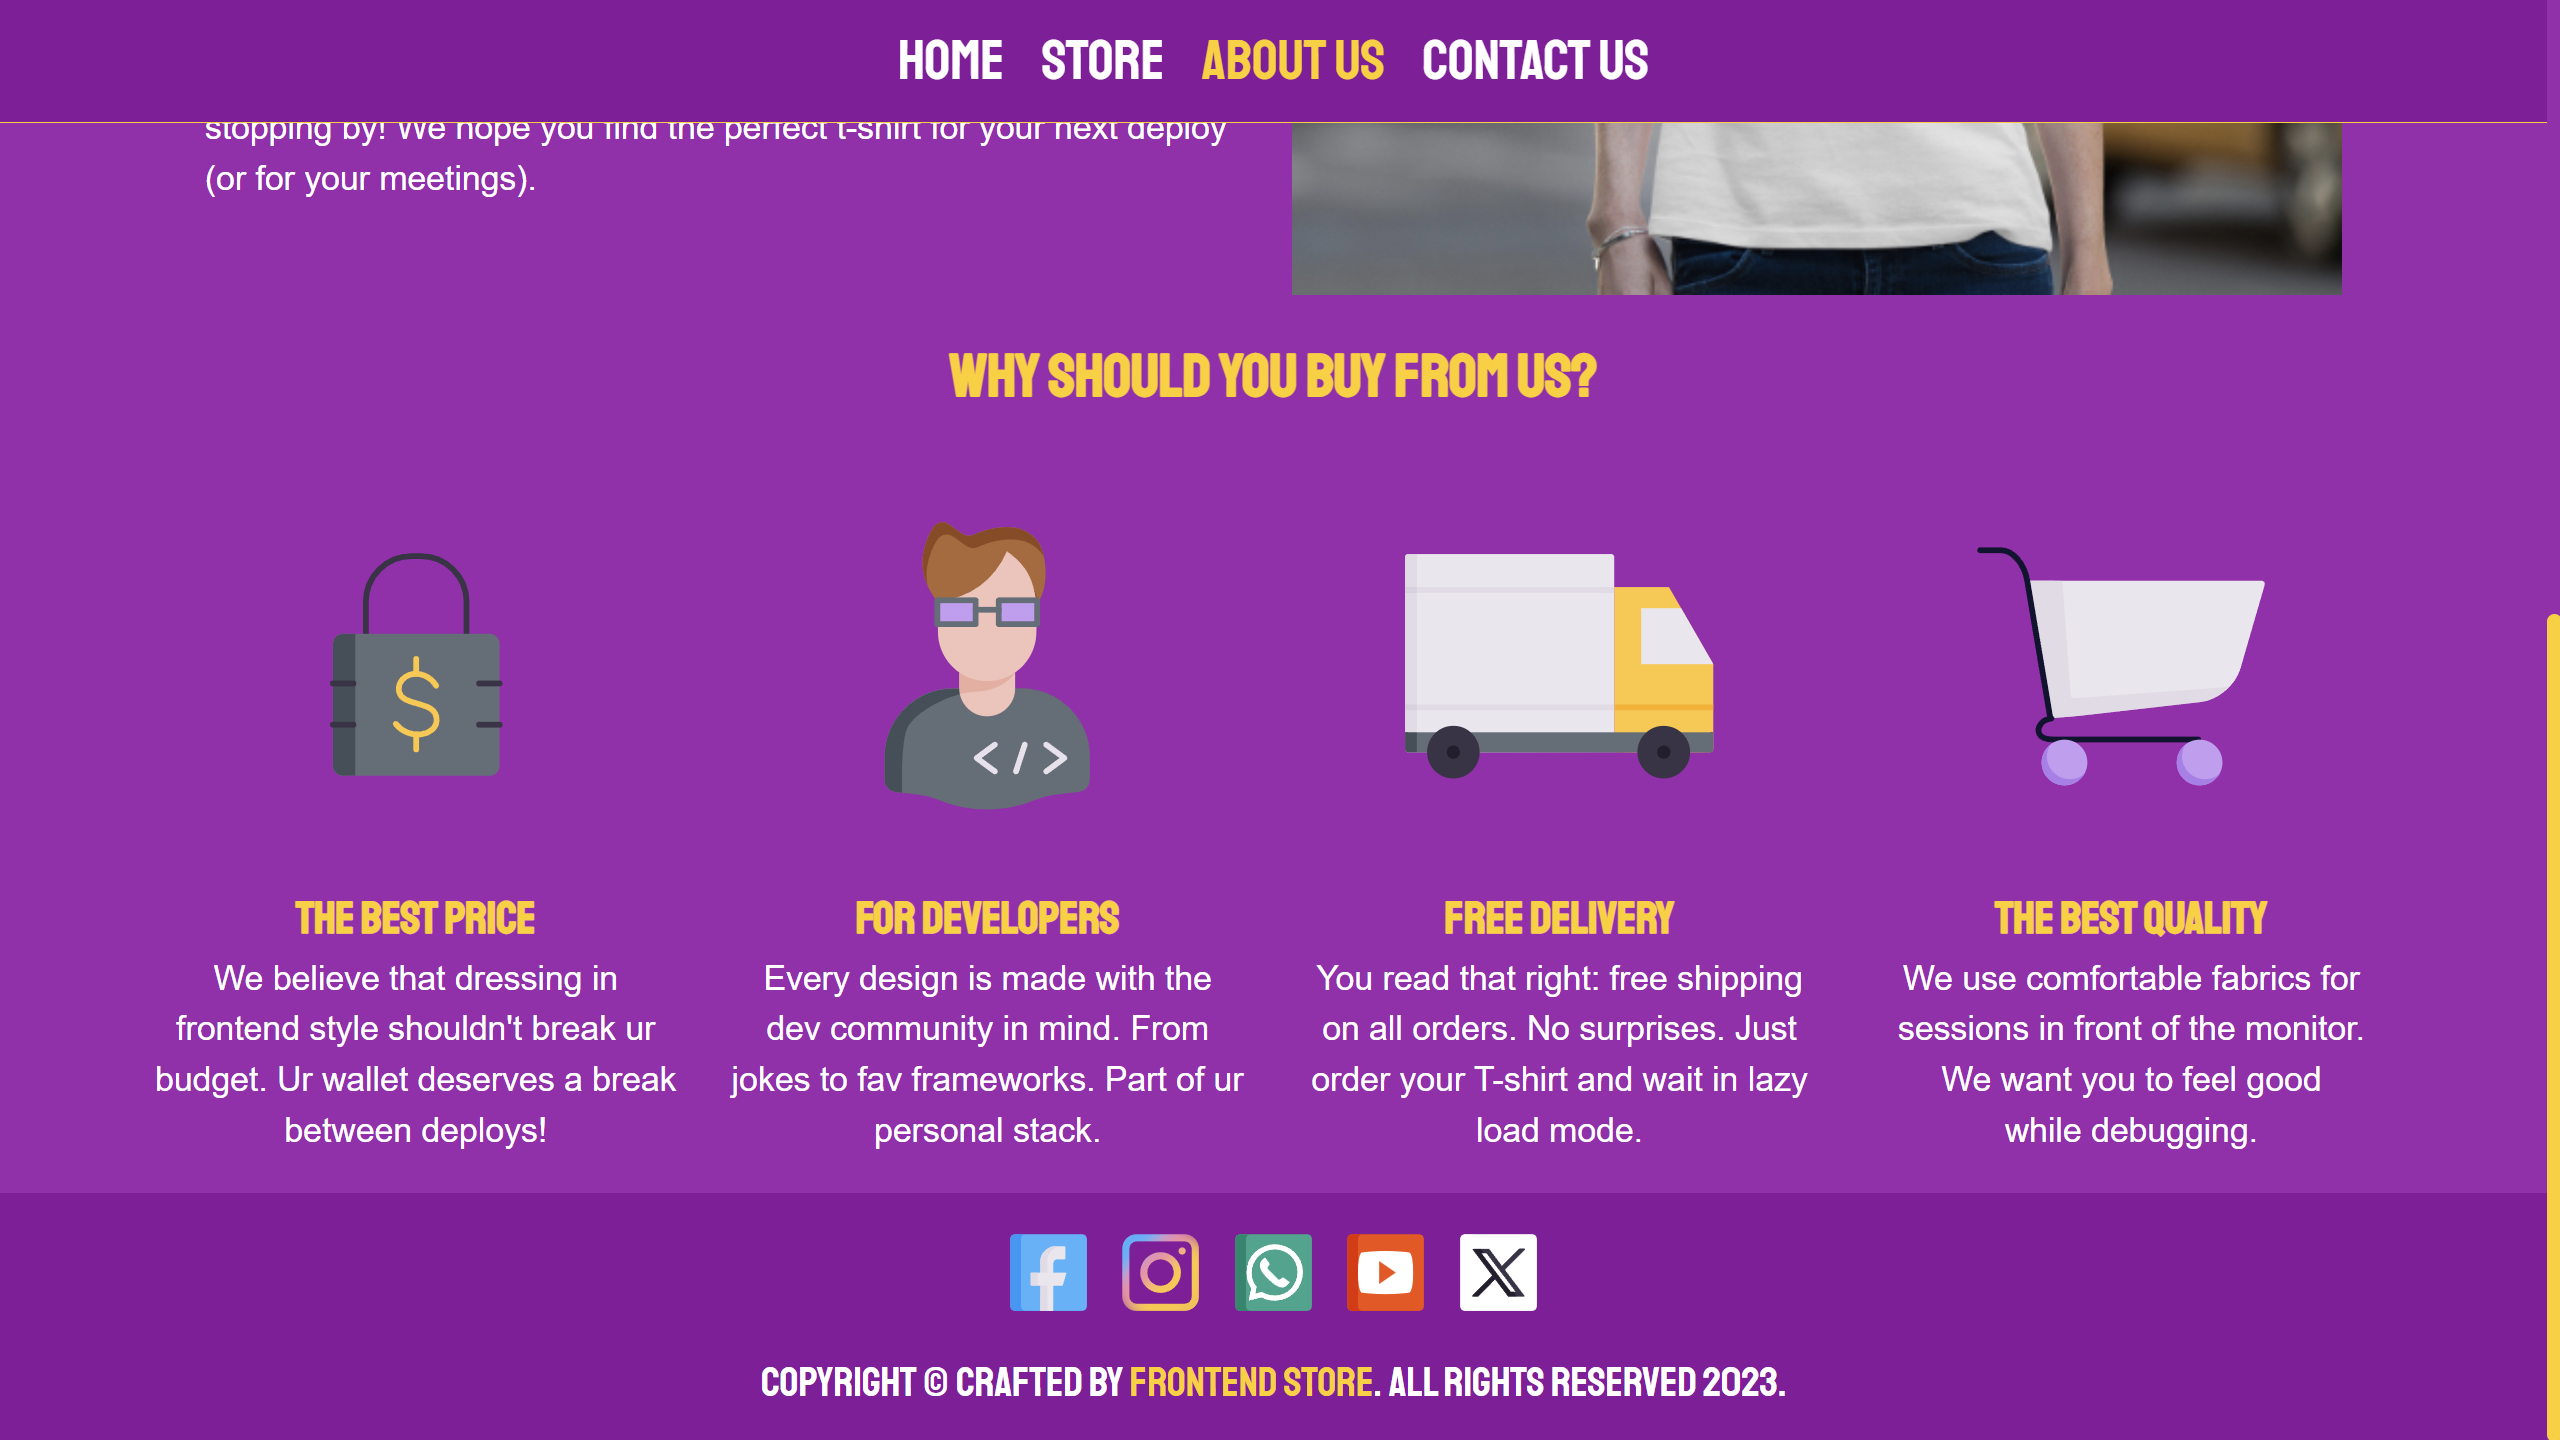 HOME STORE ABOUT US CONTACT US
stopping by! We hope you find the perfect t-shirt for your next deploy
(or for your meetings).
WHY SHOULD YOU BUY FROM US?
$
</>
THE BEST PRICE
We believe that dressing in
frontend style shouldn't break ur
budget. Ur wallet deserves a break
between deploys!
FOR DEVELOPERS
Every design is made with the
dev community in mind. From
jokes to fav frameworks. Part of ur
personal stack.
FREE DELIVERY
You read that right: free shipping
on all orders. No surprises. Just
order your T-shirt and wait in lazy
load mode.
THE BEST QUALITY
We use comfortable fabrics for
sessions in front of the monitor.
We want you to feel good
while debugging.
COPYRIGHT © CRAFTED BY FRONTEND STORE. ALL RIGHTS RESERVED 2023.